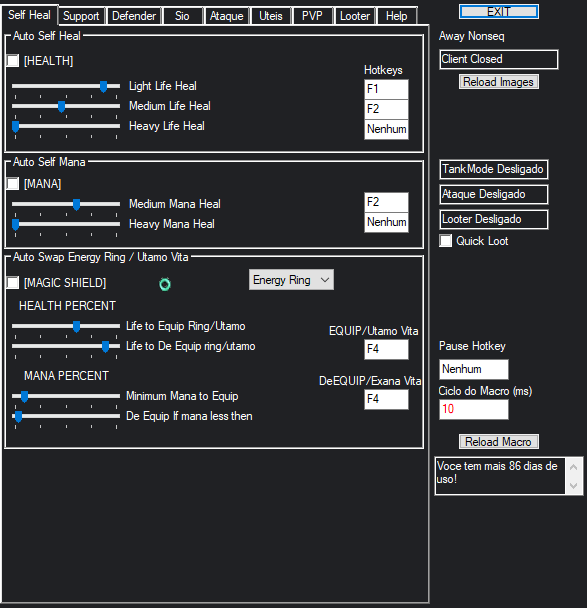 Self Heal Support Defender Sio Ataque Uteis PVP Looter Help
EXIT
Auto Self Heal
[HEALTH]
Hotkeys
Light Life Heal
F1
Medium Life Heal
F2
Heavy Life Heal
Nenhum
Auto Self Mana
[MANA]
Medium Mana Heal
F2
Heavy Mana Heal
Nenhum
Auto Swap Energy Ring / Utamo Vita
[MAGIC SHIELD]
Energy Ring
HEALTH PERCENT
Life to Equip Ring/Utamo
EQUIP/Utamo Vita
Life to De Equip ring/utamo
F4
MANA PERCENT
DeEQUIP/Exana Vita
Minimum Mana to Equip
F4
De Equip If mana less then
Away Nonseq
Client Closed
Reload Images
TankMode Desligado
Ataque Desligado
Looter Desligado
Quick Loot
Pause Hotkey
Nenhum
Ciclo do Macro (ms)
10
Reload Macro
Voce tem mais 86 dias de
uso!